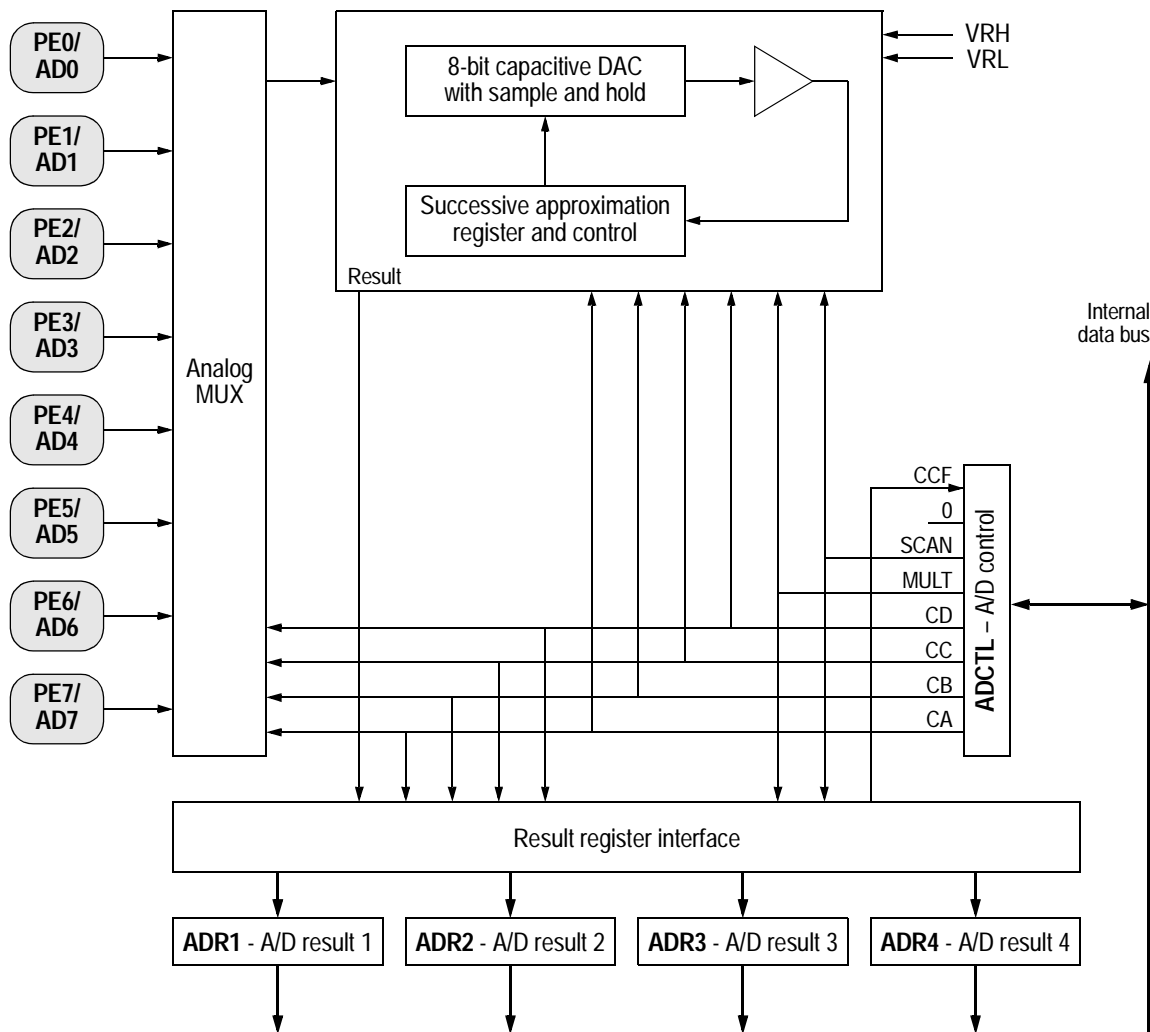 PE0/
AD0
PE1/
AD1
PE2/
AD2
PE3/
AD3
PE4/
AD4
PE5/
AD5
PE6/
AD6
PE7/
AD7
Analog
MUX
8-bit capacitive DAC
with sample and hold
Successive approximation
register and control
Result
VRH
VRL
Internal
data bus
CCF
0
SCAN
MULT
CD
CC
CB
CA
ADCTL – A/D control
Result register interface
ADR1 - A/D result 1
ADR2 - A/D result 2
ADR3 - A/D result 3
ADR4 - A/D result 4